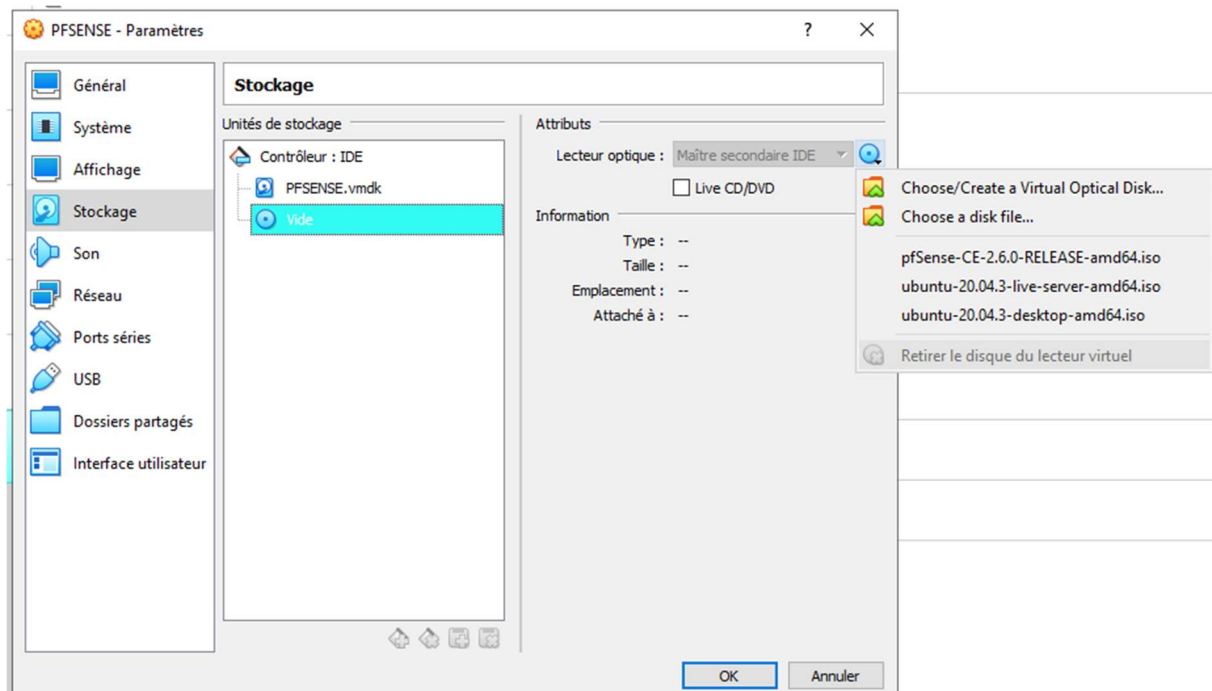 PFSENSE - Paramètres
?
Général
Système
Affichage
Stockage
Son
Réseau
Ports séries
USB
Dossiers partagés
Interface utilisateur
Stockage
Unités de stockage
Contrôleur : IDE
PFSENSE.vmdk
Vide
Attributs
Lecteur optique : Maître secondaire IDE
Live CD/DVD
Information
Type : --
Taille : --
Emplacement : --
Attaché à : --
Choose/Create a Virtual Optical Disk...
Choose a disk file...
pfSense-CE-2.6.0-RELEASE-amd64.iso
ubuntu-20.04.3-live-server-amd64.iso
ubuntu-20.04.3-desktop-amd64.iso
Retirer le disque du lecteur virtuel
OK
Annuler